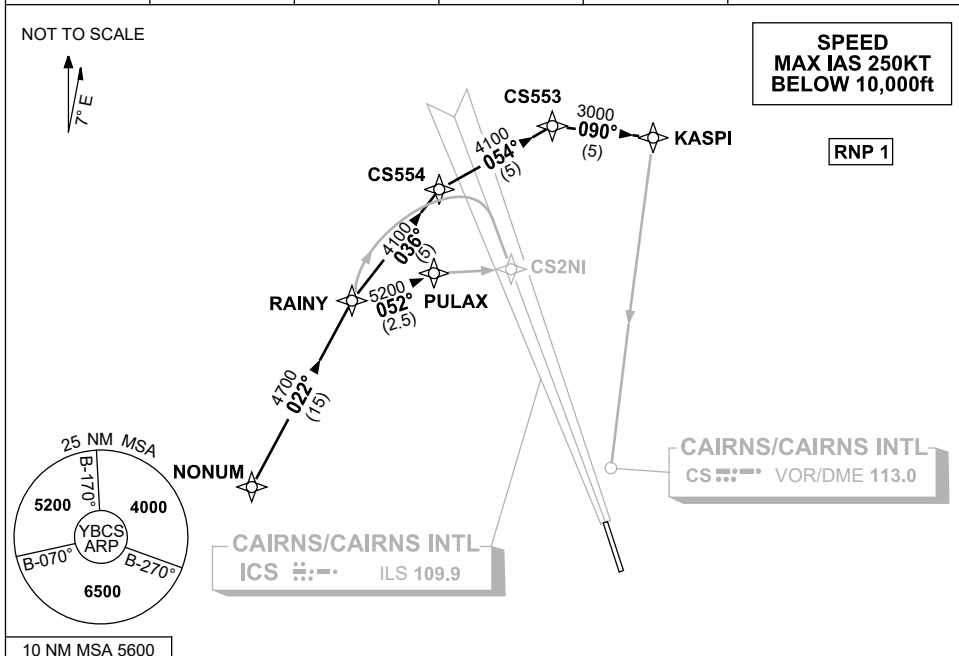 NOT TO SCALE
7° E
SPEED
MAX IAS 250KT
BELOW 10,000ft
RNP 1
CS553
3000
090°
(5)
KASPI
4100
054°
(5)
CS554
4100
036°
(5)
CS2NI
RAINY
5200
052°
(2.5)
PULAX
4700
022°
(15)
NONUM
CAIRNS/CAIRNS INTL
CS VOR/DME 113.0
CAIRNS/CAIRNS INTL
ICS ILS 109.9
25 NM MSA
B-170°
5200
4000
YBCS
ARP
B-070°
B-270°
6500
10 NM MSA 5600